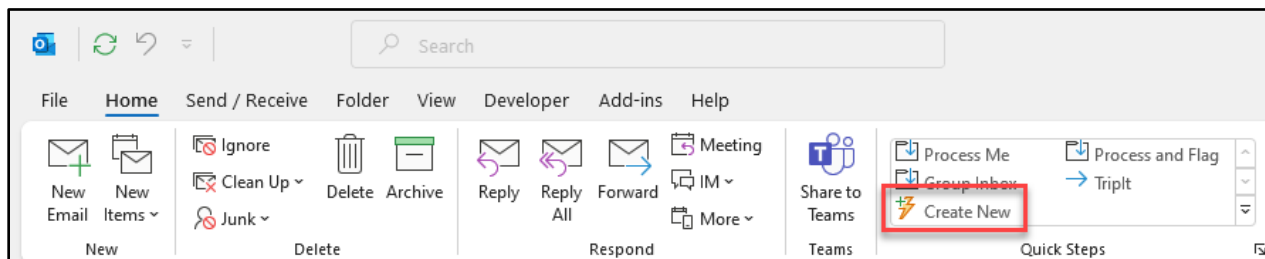 Search
File Home Send / Receive Folder View Developer Add-ins Help
New Email
New Items
Ignore
Clean Up
Junk
Delete
Archive
Reply
Reply All
Forward
Meeting
IM
More
Share to Teams
Process Me
Group Inbox
Create New
Process and Flag
TripIt
New
Delete
Respond
Teams
Quick Steps